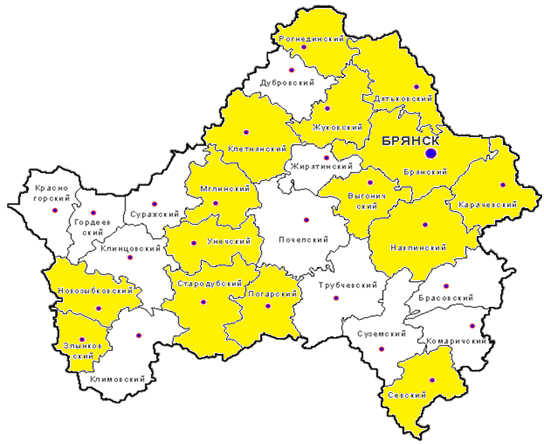 Рогнединский
Дубровский
Датьковский
Жуковский
БРЯНСК
Клетнянский
Жирятинский
Брянский
Мглинский
Выгонич
ский
Карачевский
Красно
горский
Гордеев
ский
Суражский
Унечский
Почепский
Навлинский
Клинцовский
Стародубский
Новозыбковский
Погарский
Трубчевский
Брасовский
Злынков
ский
Суземский
Комаричский
Климовский
Севский